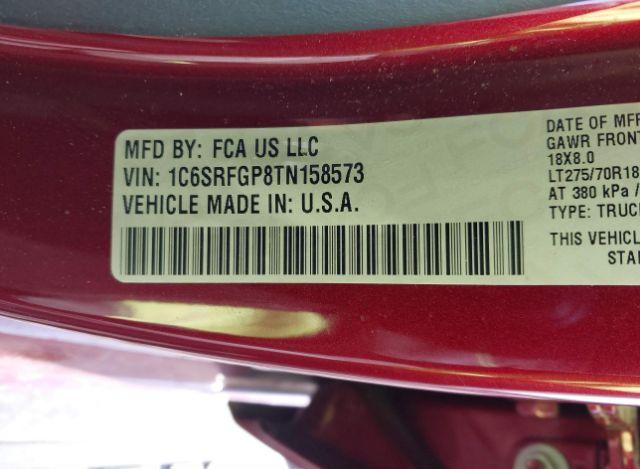 MFD BY: FCA US LLC
VIN: 1C6SRFGP8TN158573
VEHICLE MADE IN: U.S.A.
DATE OF MFR
GAWR FRONT
18X8.0
LT275/70R18
AT 380 kPa /
TYPE: TRUC
THIS VEHICL
STA